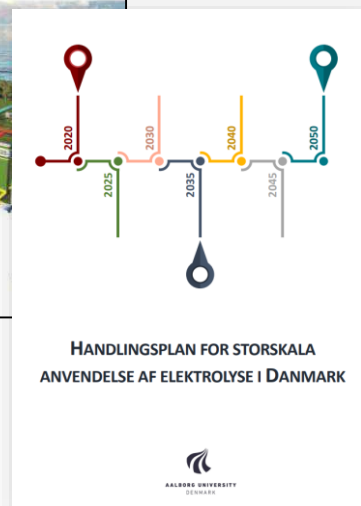 2020
2025
2030
2035
2040
2045
2050
HANDLINGSPLAN FOR STORSKALA
ANVENDELSE AF ELEKTROLYSE I DANMARK
AALBORG UNIVERSITY
DENMARK